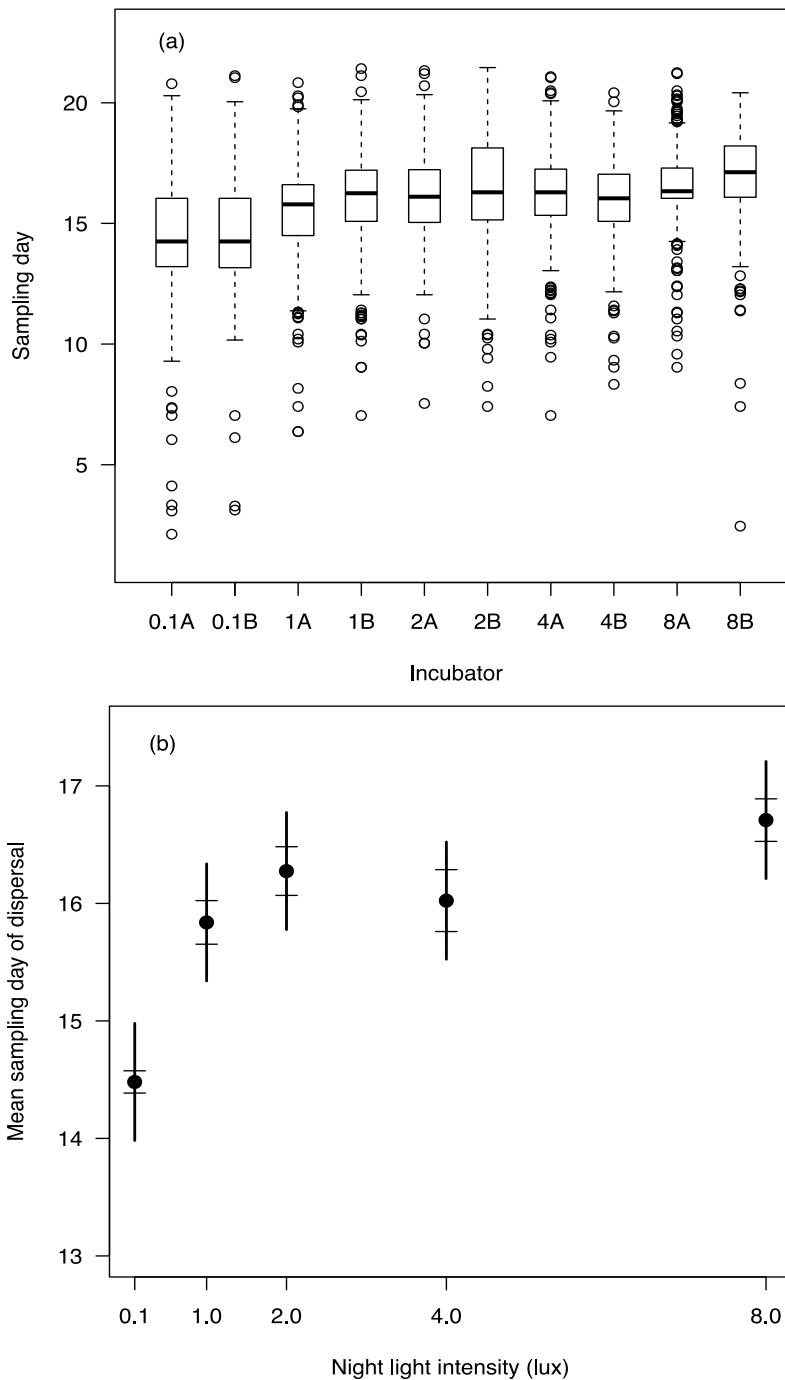 (a)
20
15
10
5
Sampling day
0.1A 0.1B 1A 1B 2A 2B 4A 4B 8A 8B
Incubator
(b)
17
16
15
14
13
Mean sampling day of dispersal
0.1 1.0 2.0 4.0 8.0
Night light intensity (lux)